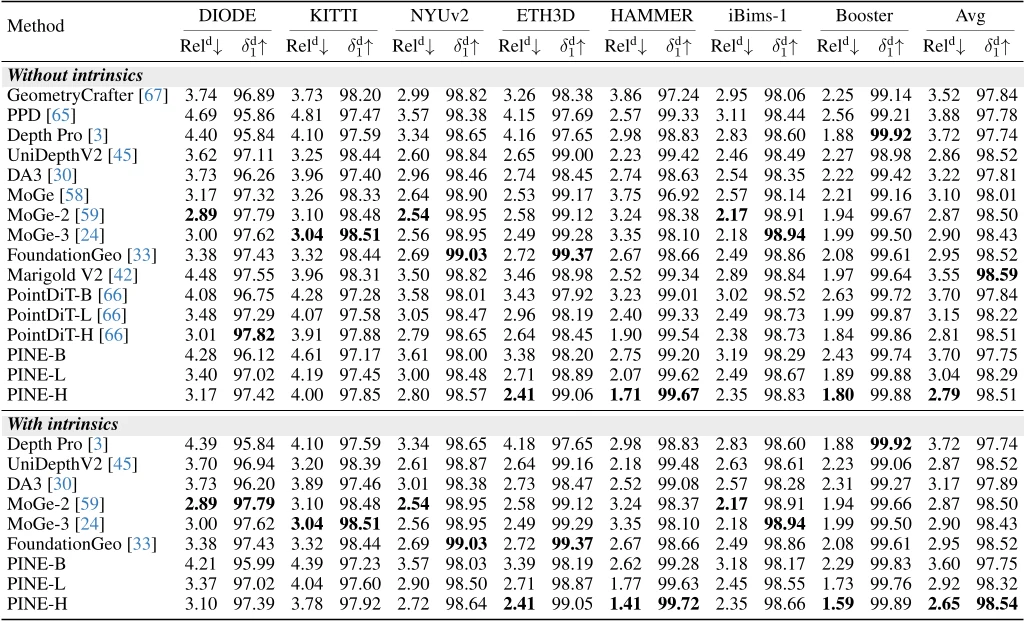 Method DIODE KITTI NYUv2 ETH3D HAMMER iBims-1 Booster Avg
Relᵈ↓ δ₁ᵈ↑ Relᵈ↓ δ₁ᵈ↑ Relᵈ↓ δ₁ᵈ↑ Relᵈ↓ δ₁ᵈ↑ Relᵈ↓ δ₁ᵈ↑ Relᵈ↓ δ₁ᵈ↑ Relᵈ↓ δ₁ᵈ↑ Relᵈ↓ δ₁ᵈ↑
Without intrinsics
GeometryCrafter [67] 3.74 96.89 3.73 98.20 2.99 98.82 3.26 98.38 3.86 97.24 2.95 98.06 2.25 99.14 3.52 97.84
PPD [65] 4.69 95.86 4.81 97.47 3.57 98.38 4.15 97.69 2.57 99.33 3.11 98.44 2.56 99.21 3.88 97.78
Depth Pro [3] 4.40 95.84 4.10 97.59 3.34 98.65 4.16 97.65 2.98 98.83 2.83 98.60 1.88 99.92 3.72 97.74
UniDepthV2 [45] 3.62 97.11 3.25 98.44 2.60 98.84 2.65 99.00 2.23 99.42 2.46 98.49 2.27 98.98 2.86 98.52
DA3 [30] 3.73 96.26 3.96 97.40 2.96 98.46 2.74 98.45 2.74 98.63 2.54 98.35 2.22 99.42 3.22 97.81
MoGe [58] 3.17 97.32 3.26 98.33 2.64 98.90 2.53 99.17 3.75 96.92 2.57 98.14 2.21 99.16 3.10 98.01
MoGe-2 [59] 2.89 97.79 3.10 98.48 2.54 98.95 2.58 99.12 3.24 98.38 2.17 98.91 1.94 99.67 2.87 98.50
MoGe-3 [24] 3.00 97.62 3.04 98.51 2.56 98.95 2.49 99.28 3.35 98.10 2.18 98.94 1.99 99.50 2.90 98.43
FoundationGeo [33] 3.38 97.43 3.32 98.44 2.69 99.03 2.72 99.37 2.67 98.66 2.49 98.86 2.08 99.61 2.95 98.52
Marigold V2 [42] 4.48 97.55 3.96 98.31 3.50 98.82 3.46 98.98 2.52 99.34 2.89 98.84 1.97 99.64 3.55 98.59
PointDiT-B [66] 4.08 96.75 4.28 97.28 3.58 98.01 3.43 97.92 3.23 99.01 3.02 98.52 2.63 99.72 3.70 97.84
PointDiT-L [66] 3.48 97.29 4.07 97.58 3.05 98.47 2.96 98.19 2.40 99.33 2.49 98.73 1.99 99.87 3.15 98.22
PointDiT-H [66] 3.01 97.82 3.91 97.88 2.79 98.65 2.64 98.45 1.90 99.54 2.38 98.73 1.84 99.86 2.81 98.51
PINE-B 4.28 96.12 4.61 97.17 3.61 98.00 3.38 98.20 2.75 99.20 3.19 98.29 2.43 99.74 3.70 97.75
PINE-L 3.40 97.02 4.19 97.45 3.00 98.48 2.71 98.89 2.07 99.62 2.49 98.67 1.89 99.88 3.04 98.29
PINE-H 3.17 97.42 4.00 97.85 2.80 98.57 2.41 99.06 1.71 99.67 2.35 98.83 1.80 99.88 2.79 98.51
With intrinsics
Depth Pro [3] 4.39 95.84 4.10 97.59 3.34 98.65 4.18 97.65 2.98 98.83 2.83 98.60 1.88 99.92 3.72 97.74
UniDepthV2 [45] 3.70 96.94 3.20 98.39 2.61 98.87 2.64 99.16 2.18 99.48 2.63 98.61 2.23 99.06 2.87 98.52
DA3 [30] 3.73 96.20 3.89 97.46 3.01 98.38 2.73 98.47 2.52 99.08 2.57 98.28 2.31 99.27 3.17 97.89
MoGe-2 [59] 2.89 97.79 3.10 98.48 2.54 98.95 2.58 99.12 3.24 98.37 2.17 98.91 1.94 99.66 2.87 98.50
MoGe-3 [24] 3.00 97.62 3.04 98.51 2.56 98.95 2.49 99.29 3.35 98.10 2.18 98.94 1.99 99.50 2.90 98.43
FoundationGeo [33] 3.38 97.43 3.32 98.44 2.69 99.03 2.72 99.37 2.67 98.66 2.49 98.86 2.08 99.61 2.95 98.52
PINE-B 4.21 95.99 4.39 97.23 3.57 98.03 3.39 98.19 2.62 99.28 3.18 98.17 2.29 99.83 3.60 97.75
PINE-L 3.37 97.02 4.04 97.60 2.90 98.50 2.71 98.87 1.77 99.63 2.45 98.55 1.73 99.76 2.92 98.32
PINE-H 3.10 97.39 3.78 97.92 2.72 98.64 2.41 99.05 1.41 99.72 2.35 98.66 1.59 99.89 2.65 98.54